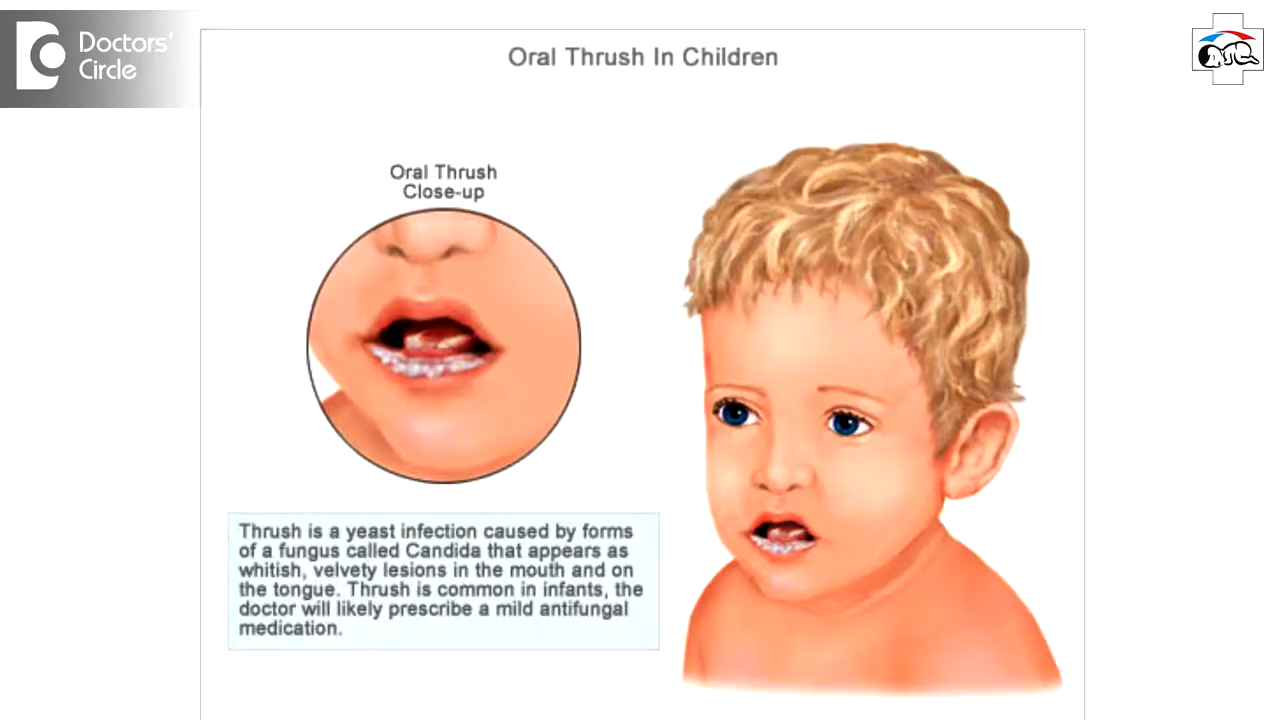 Doctors'
Circle
Oral Thrush In Children
Oral Thrush
Close-up
Thrush is a yeast infection caused by forms
of a fungus called Candida that appears as
whitish, velvety lesions in the mouth and on
the tongue. Thrush is common in infants, the
doctor will likely prescribe a mild antifungal
medication.